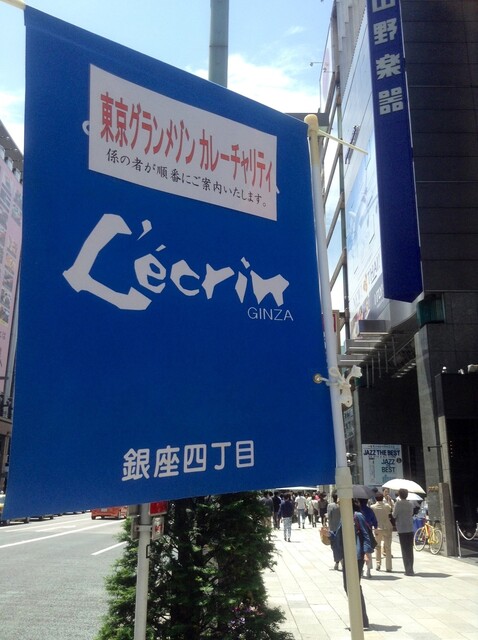 東京グランメゾン カレーチャリティ
係の者が順番にご案内いたします。
L'écrin
GINZA
銀座四丁目
山野楽器
JAZZ THE BEST
JAZZ
BEST